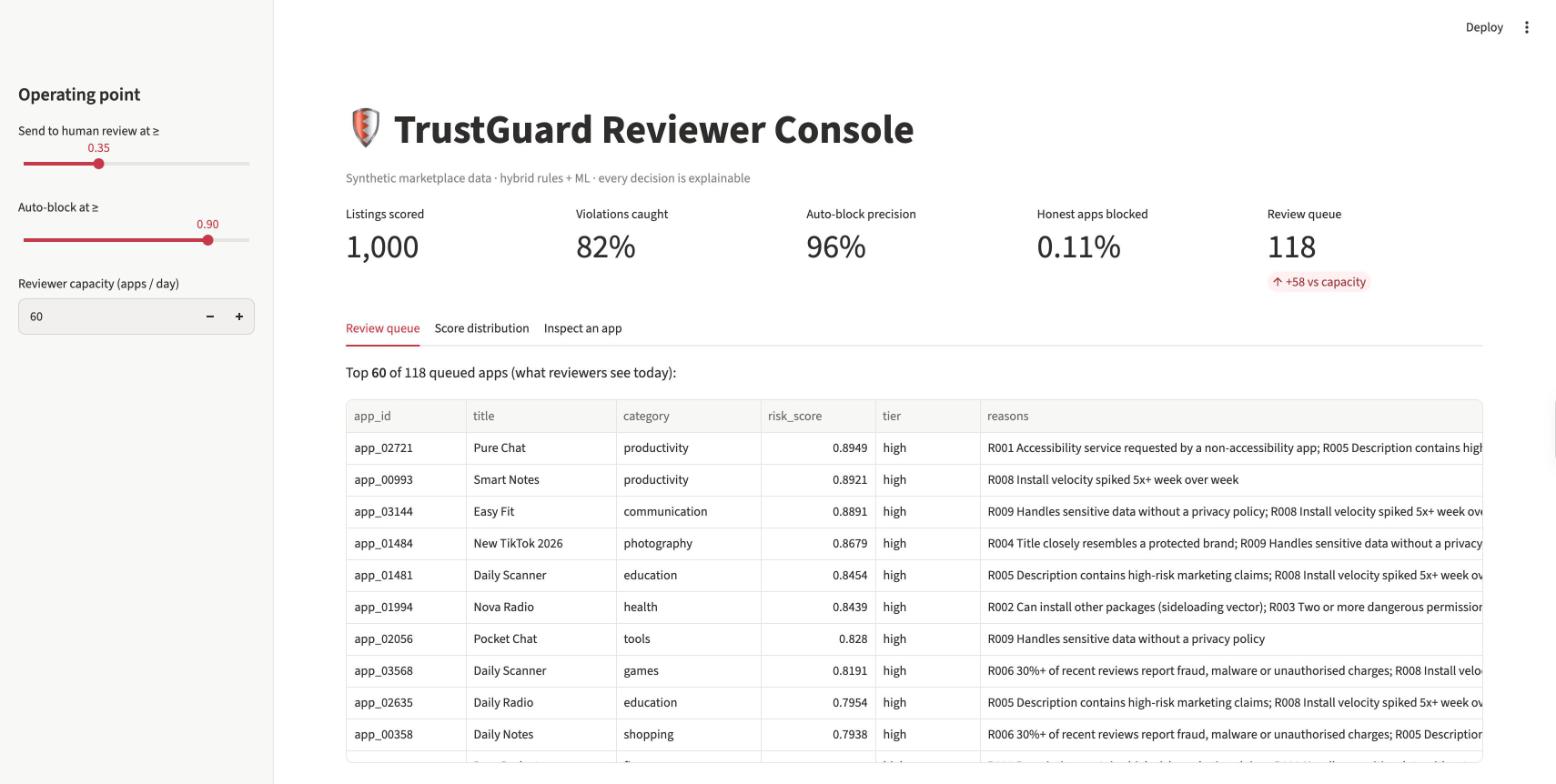 Deploy
Operating point
Send to human review at ≥
0.35
Auto-block at ≥
0.90
Reviewer capacity (apps / day)
60
TrustGuard Reviewer Console
Synthetic marketplace data · hybrid rules + ML · every decision is explainable
Listings scored
1,000
Violations caught
82%
Auto-block precision
96%
Honest apps blocked
0.11%
Review queue
118
↑ +58 vs capacity
Review queue Score distribution Inspect an app
Top 60 of 118 queued apps (what reviewers see today):
app_id title category risk_score tier reasons
app_02721 Pure Chat productivity 0.8949 high R001 Accessibility service requested by a non-accessibility app; R005 Description contains high
app_00993 Smart Notes productivity 0.8921 high R008 Install velocity spiked 5x+ week over week
app_03144 Easy Fit communication 0.8891 high R009 Handles sensitive data without a privacy policy; R008 Install velocity spiked 5x+ week ove
app_01484 New TikTok 2026 photography 0.8679 high R004 Title closely resembles a protected brand; R009 Handles sensitive data without a privacy
app_01481 Daily Scanner education 0.8454 high R005 Description contains high-risk marketing claims; R008 Install velocity spiked 5x+ week ov
app_01994 Nova Radio health 0.8439 high R002 Can install other packages (sideloading vector); R003 Two or more dangerous permission
app_02056 Pocket Chat tools 0.828 high R009 Handles sensitive data without a privacy policy
app_03568 Daily Scanner games 0.8191 high R006 30%+ of recent reviews report fraud, malware or unauthorised charges; R008 Install velo
app_02635 Daily Radio education 0.7954 high R005 Description contains high-risk marketing claims; R008 Install velocity spiked 5x+ week ov
app_00358 Daily Notes shopping 0.7938 high R006 30%+ of recent reviews report fraud, malware or unauthorised charges; R005 Description